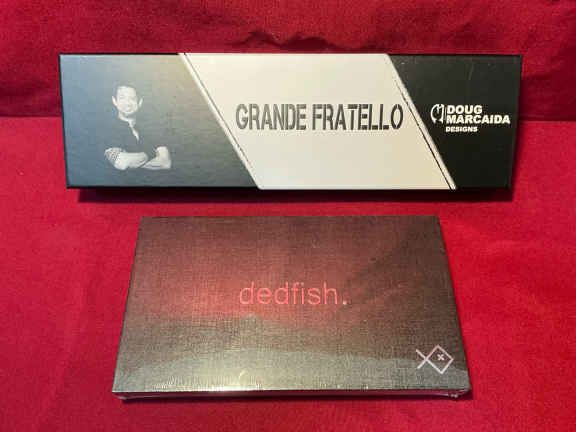 GRANDE FRATELLO
DOUG
MARCAIDA
DESIGNS
dedfish.